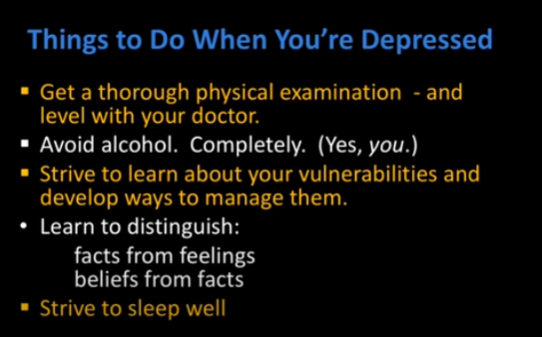 Things to Do When You're Depressed
▪ Get a thorough physical examination - and
level with your doctor.
▪ Avoid alcohol. Completely. (Yes, you.)
▪ Strive to learn about your vulnerabilities and
develop ways to manage them.
• Learn to distinguish:
facts from feelings
beliefs from facts
▪ Strive to sleep well